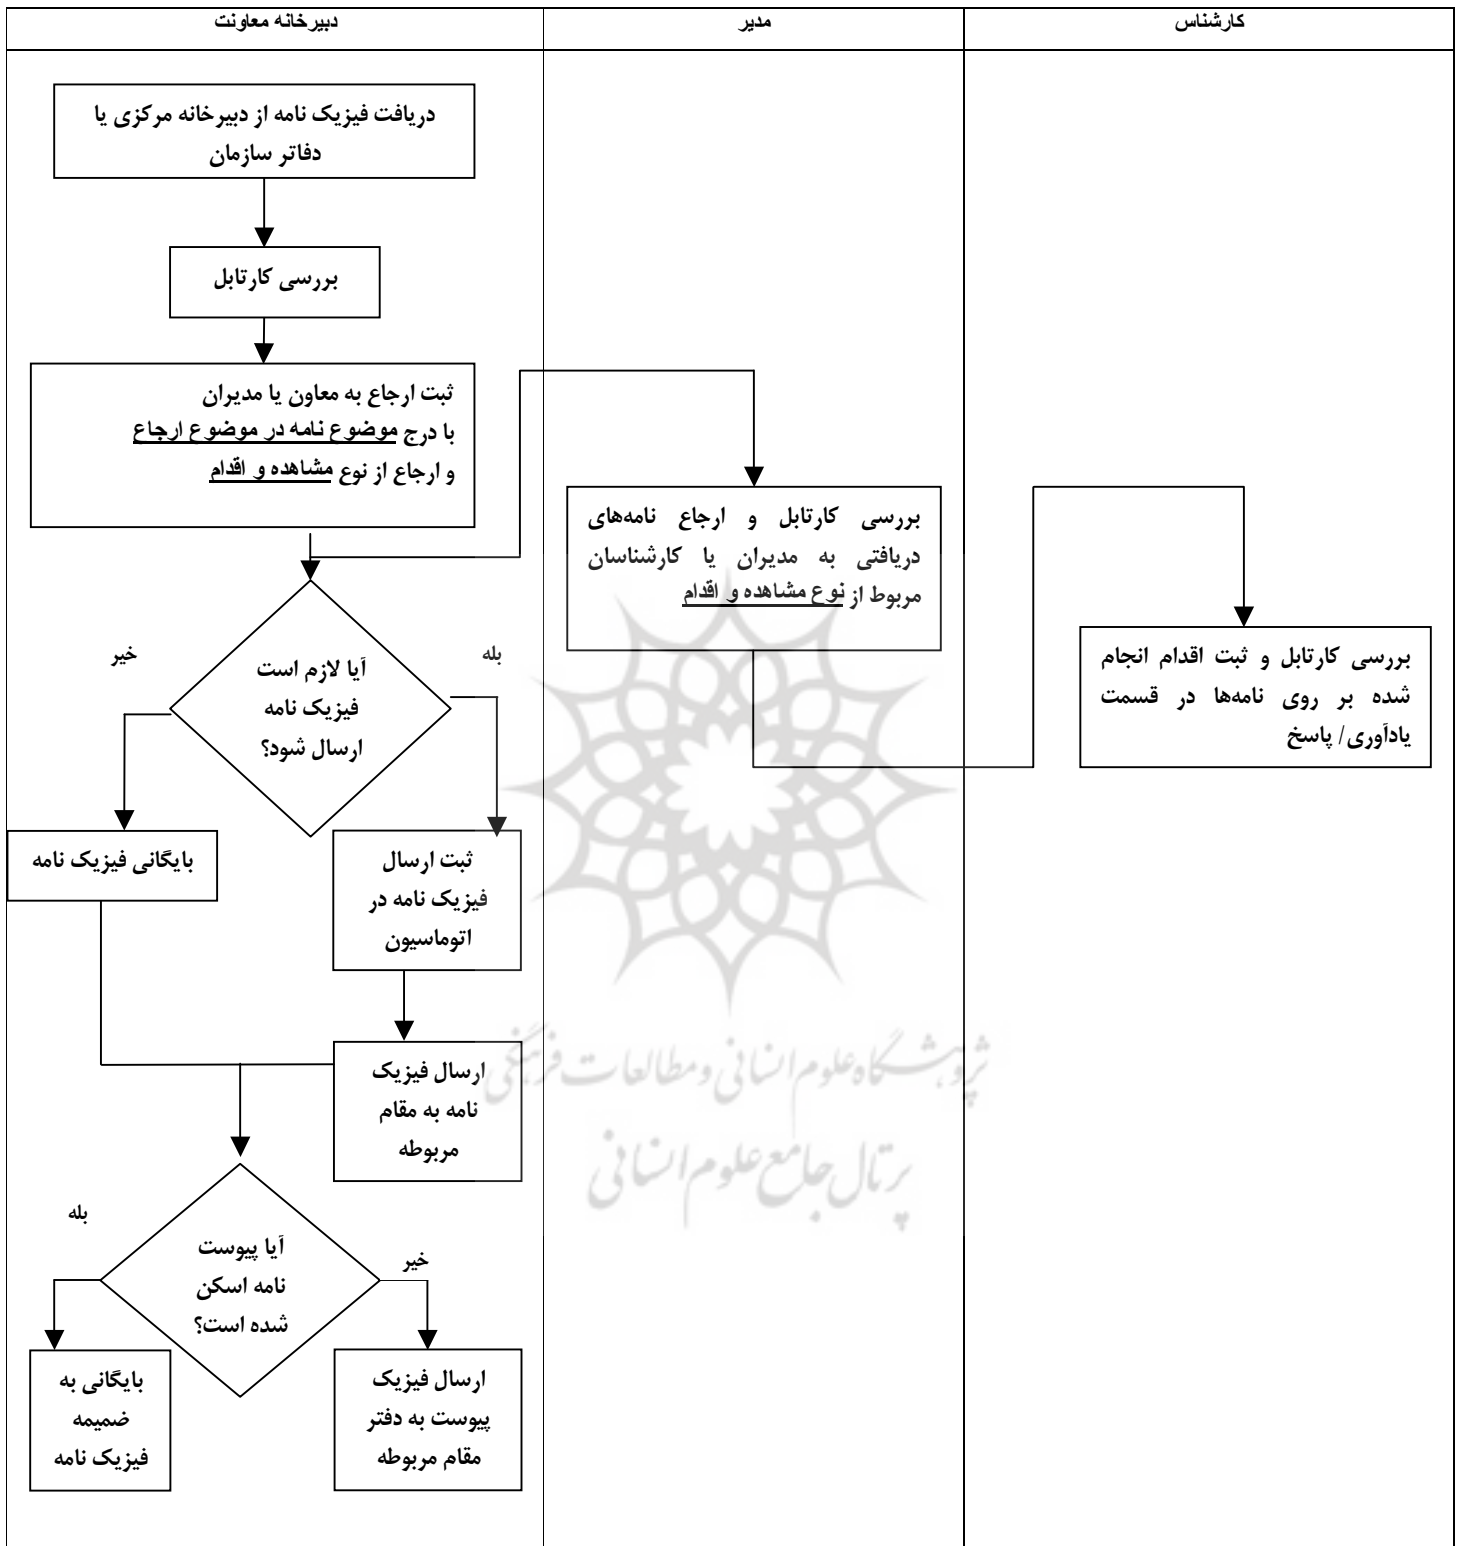 کارشناس
مدیر
دبیرخانه معاونت
دریافت فیزیک نامه از دبیرخانه مرکزی یا
دفاتر سازمان
بررسی کارتابل
ثبت ارجاع به معاون یا مدیران
با درج موضوع نامه در موضوع ارجاع
و ارجاع از نوع مشاهده و اقدام
بررسی کارتابل و ارجاع نامه‌های
دریافتی به مدیران یا کارشناسان
مربوط از نوع مشاهده و اقدام
بررسی کارتابل و ثبت اقدام انجام
شده بر روی نامه‌ها در قسمت
یادآوری/ پاسخ
آیا لازم است
فیزیک نامه
ارسال شود؟
بله
خیر
ثبت ارسال
فیزیک نامه در
اتوماسیون
بایگانی فیزیک نامه
ارسال فیزیک
نامه به مقام
مربوطه
آیا پیوست
نامه اسکن
شده است؟
خیر
بله
ارسال فیزیک
پیوست به دفتر
مقام مربوطه
بایگانی به
ضمیمه
فیزیک نامه
پژوهشگاه علوم انسانی و مطالعات فرهنگی
پرتال جامع علوم انسانی